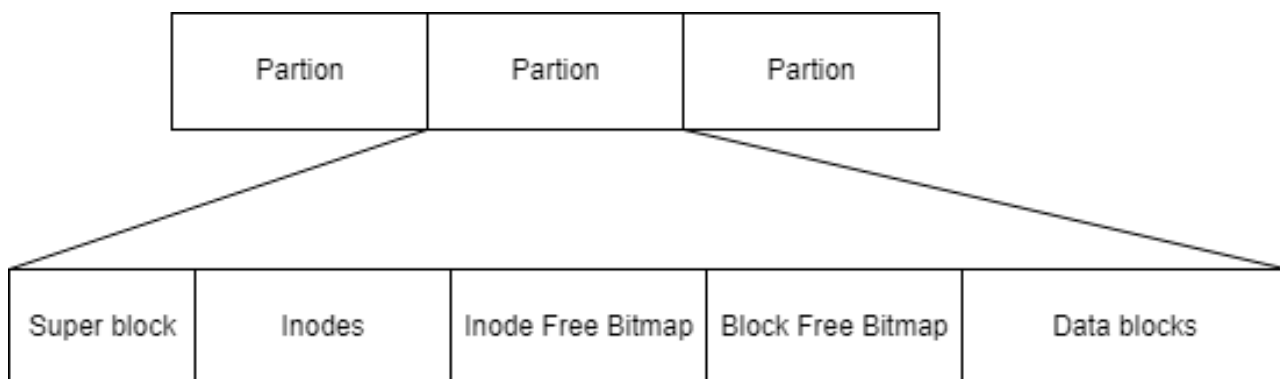 Partion Partion Partion
Super block Inodes Inode Free Bitmap Block Free Bitmap Data blocks